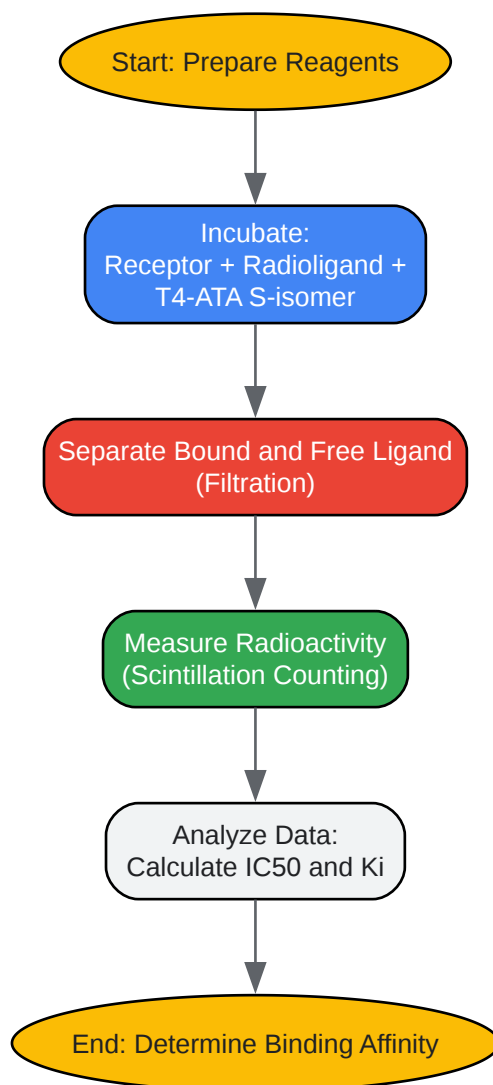 Start: Prepare Reagents
Incubate:
Receptor + Radioligand +
T4-ATA S-isomer
Separate Bound and Free Ligand
(Filtration)
Measure Radioactivity
(Scintillation Counting)
Analyze Data:
Calculate IC50 and Ki
End: Determine Binding Affinity